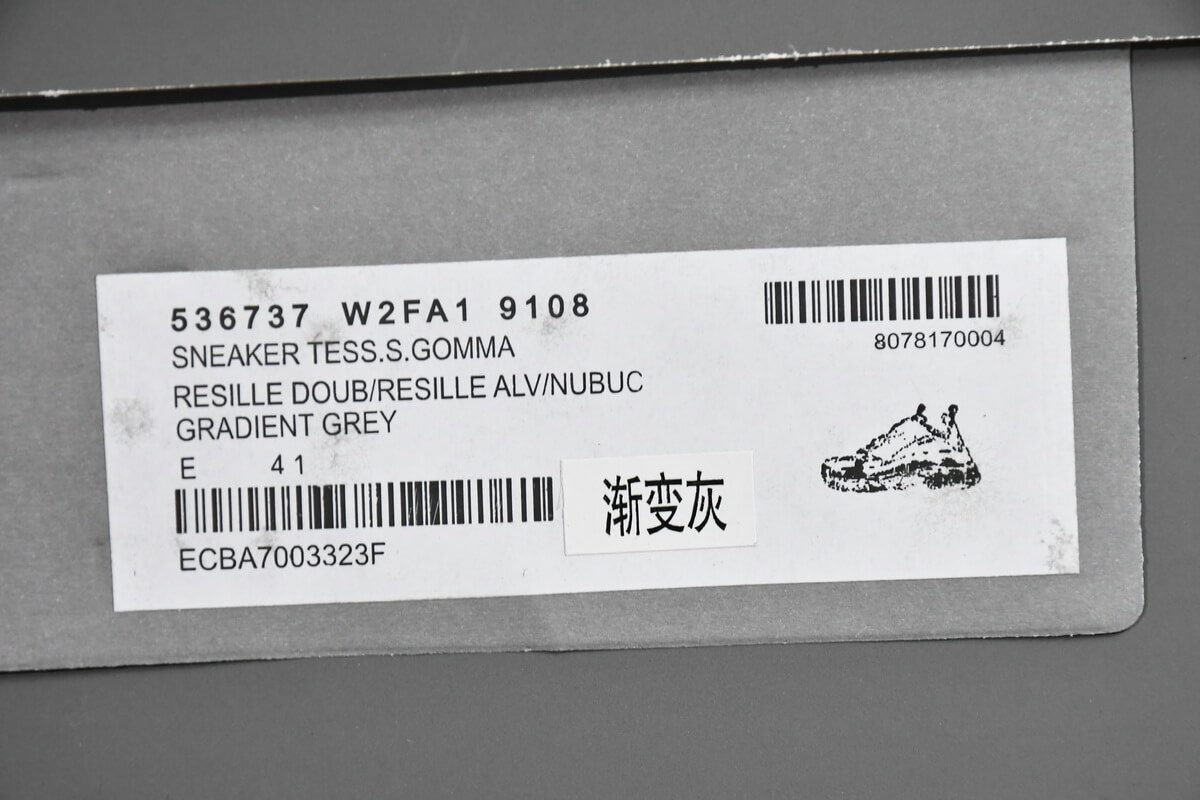 536737 W2FA1 9108
SNEAKER TESS.S.GOMMA
RESILLE DOUB/RESILLE ALV/NUBUC
GRADIENT GREY
E 41
ECBA7003323F
8078170004
渐变灰